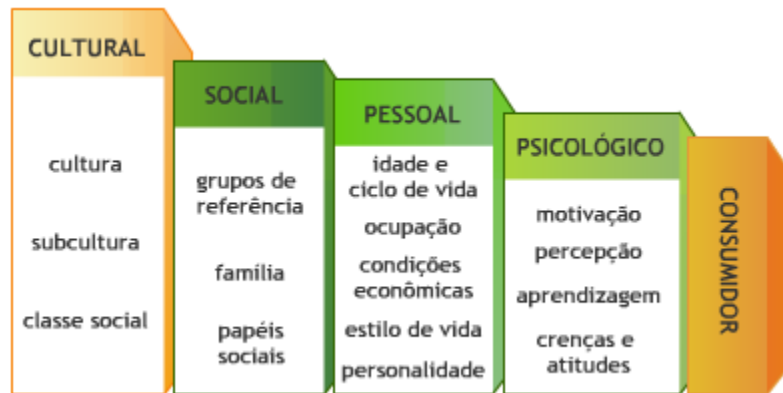 CULTURAL
cultura
subcultura
classe social
SOCIAL
grupos de
referência
família
papéis
sociais
PESSOAL
idade e
ciclo de vida
ocupação
condições
econômicas
estilo de vida
personalidade
PSICOLÓGICO
motivação
percepção
aprendizagem
crenças e
atitudes
CONSUMIDOR